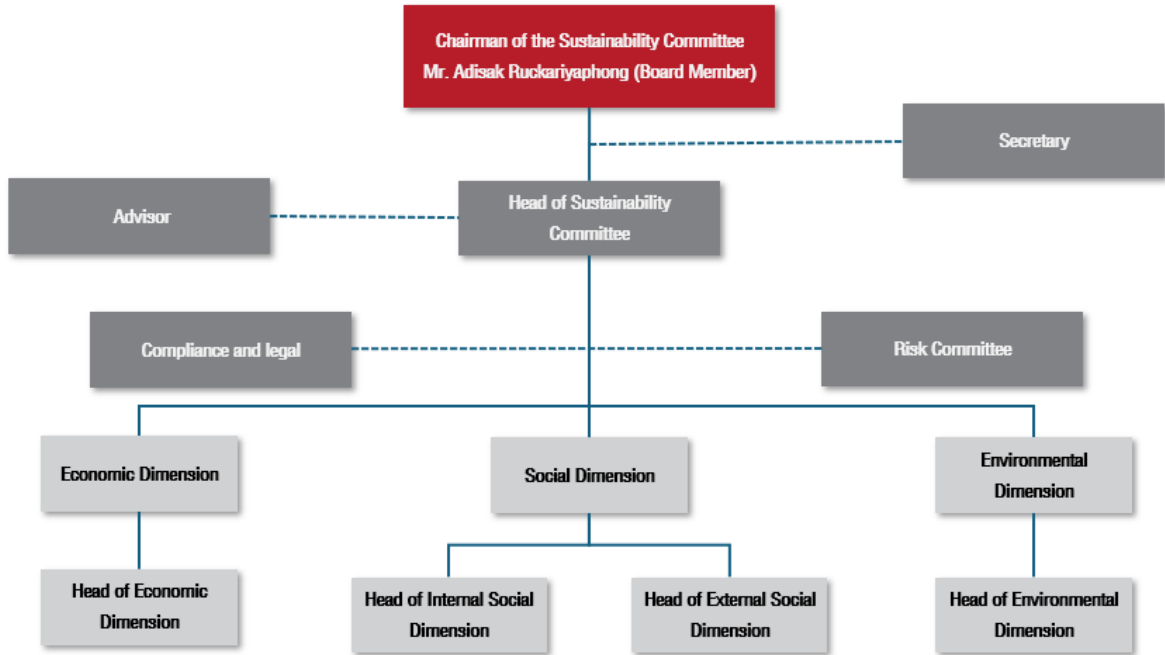 Chairman of the Sustainability Committee
Mr. Adisak Ruckariyaphong (Board Member)
Secretary
Advisor
Head of Sustainability
Committee
Compliance and legal
Risk Committee
Economic Dimension
Social Dimension
Environmental
Dimension
Head of Economic
Dimension
Head of Internal Social
Dimension
Head of External Social
Dimension
Head of Environmental
Dimension